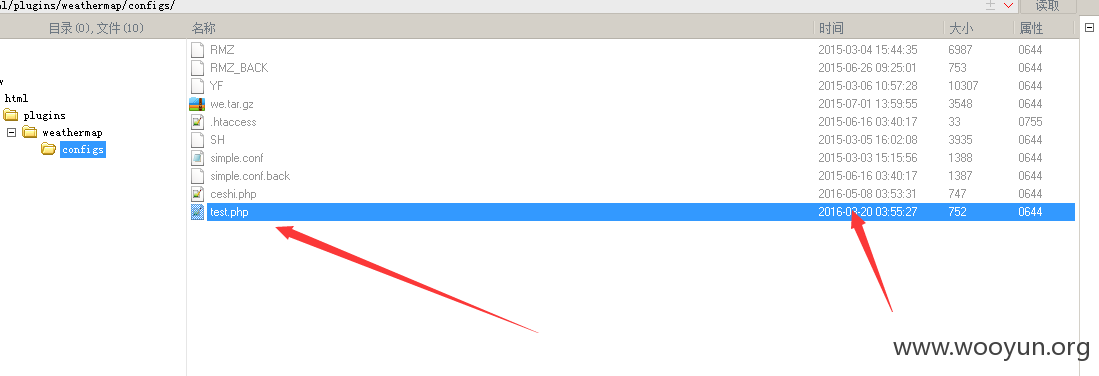 ml/plugins/weathermap/configs/ 读取
目录(0),文件(10) 名称 时间 大小 属性
RMZ 2015-03-04 15:44:35 6987 0644
RMZ_BACK 2015-06-26 09:25:01 753 0644
YF 2015-03-06 10:57:28 10307 0644
we.tar.gz 2015-07-01 13:59:55 3548 0644
.htaccess 2015-06-16 03:40:17 33 0755
SH 2015-03-05 16:02:08 3935 0644
simple.conf 2015-03-03 15:15:56 1388 0644
simple.conf.back 2015-06-16 03:40:17 1387 0644
ceshi.php 2016-05-08 03:53:31 747 0644
test.php 2016-03-20 03:55:27 752 0644
w
html
plugins
weathermap
configs
www.wooyun.org